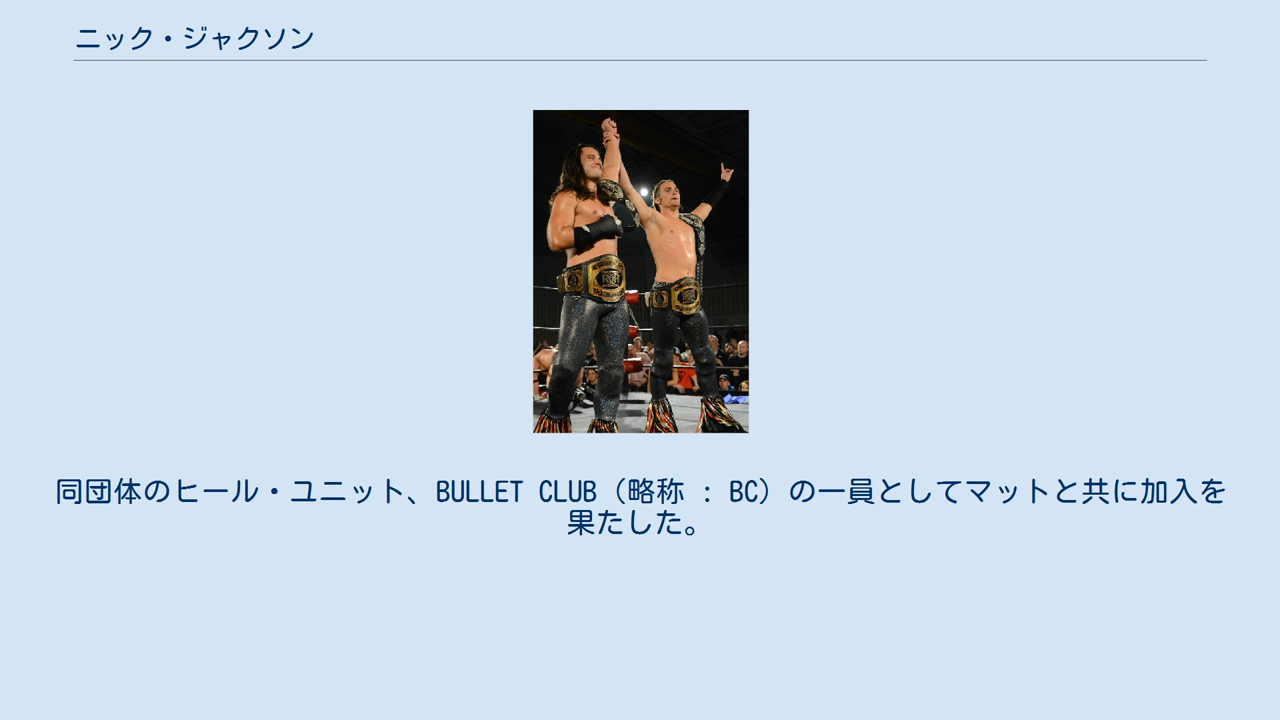 ニック・ジャクソン
同団体のヒール・ユニット、BULLET CLUB（略称 : BC）の一員としてマットと共に加入を
果たした。